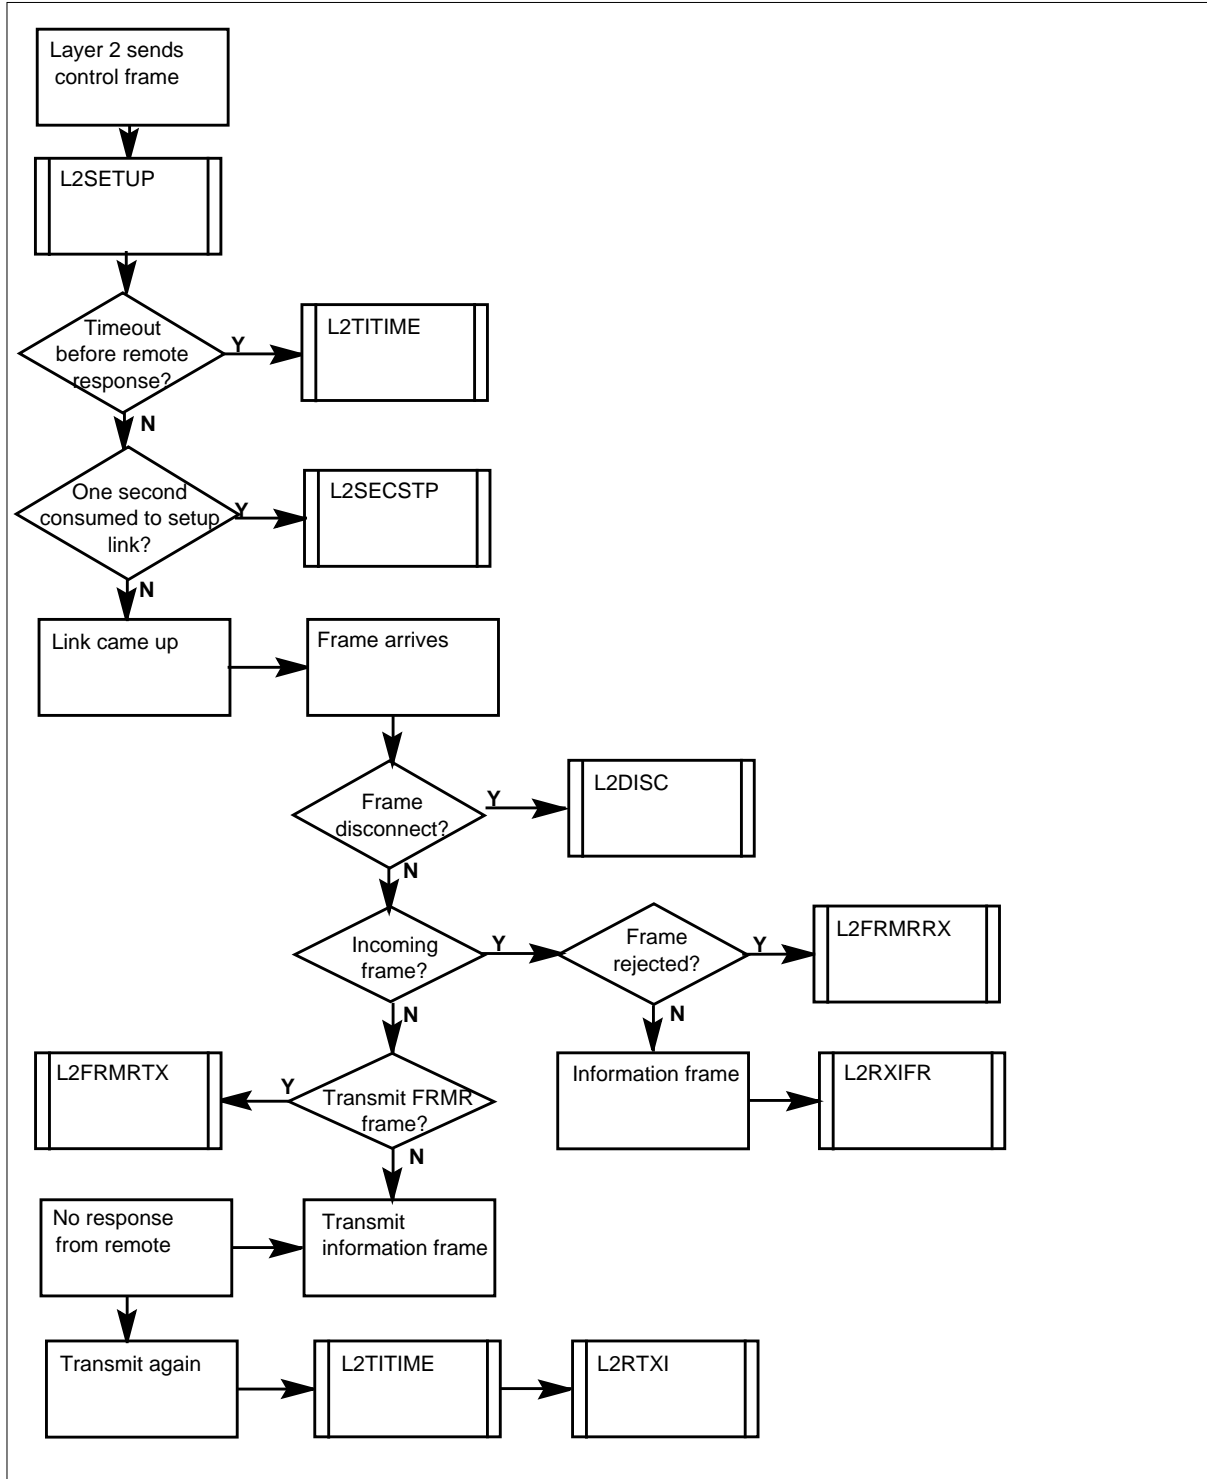 Layer 2 sends
control frame
L2SETUP
Timeout
before remote
response?
Y
L2TITIME
N
One second
consumed to setup
link?
Y
L2SECSTP
N
Link came up
Frame arrives
Frame
disconnect?
Y
L2DISC
N
Incoming
frame?
Y
Frame
rejected?
Y
L2FRMRRX
N
N
Information frame
L2RXIFR
L2FRMRTX
Y
Transmit FRMR
frame?
N
No response
from remote
Transmit
information frame
Transmit again
L2TITIME
L2RTXI